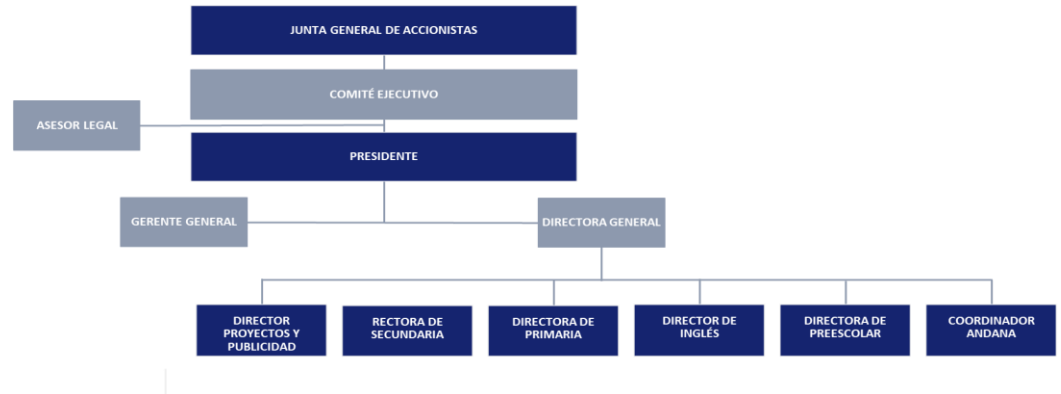 JUNTA GENERAL DE ACCIONISTAS
COMITÉ EJECUTIVO
ASESOR LEGAL
PRESIDENTE
GERENTE GENERAL
DIRECTORA GENERAL
DIRECTOR
PROYECTOS Y
PUBLICIDAD
RECTORA DE
SECUNDARIA
DIRECTORA DE
PRIMARIA
DIRECTOR DE
INGLÉS
DIRECTORA DE
PREESCOLAR
COORDINADOR
ANDANA